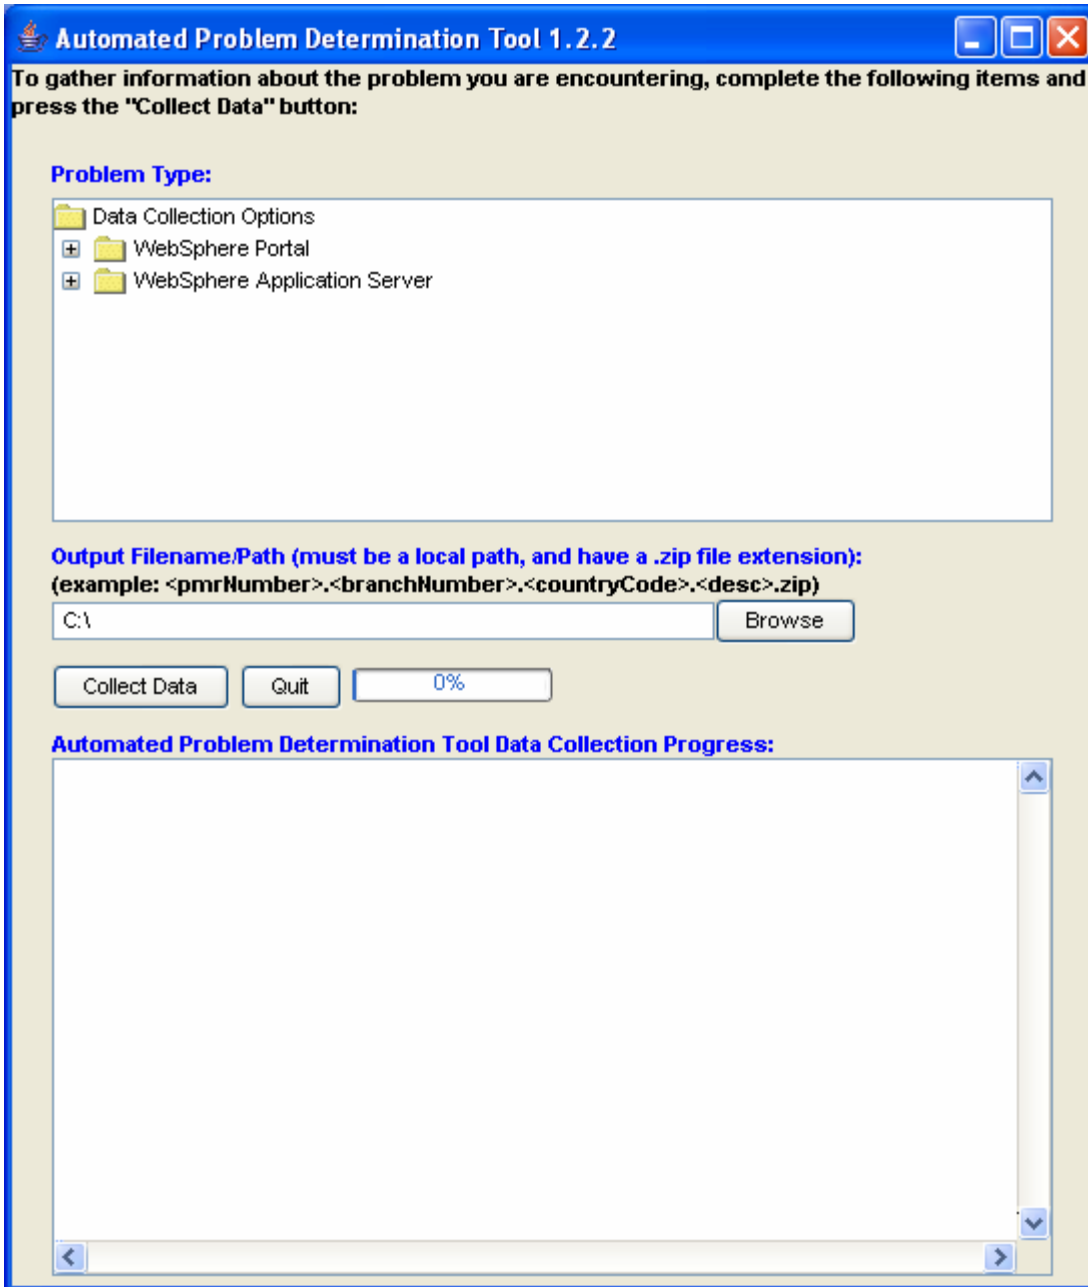 Automated Problem Determination Tool 1.2.2
To gather information about the problem you are encountering, complete the following items and
press the "Collect Data" button:
Problem Type:
Data Collection Options
WebSphere Portal
WebSphere Application Server
Output Filename/Path (must be a local path, and have a .zip file extension):
(example: <pmrNumber>.<branchNumber>.<countryCode>.<desc>.zip)
C:\
Browse
Collect Data
Quit
0%
Automated Problem Determination Tool Data Collection Progress: